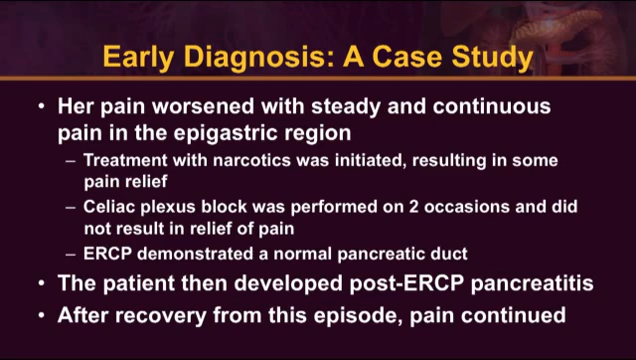 Early Diagnosis: A Case Study
• Her pain worsened with steady and continuous
pain in the epigastric region
– Treatment with narcotics was initiated, resulting in some
pain relief
– Celiac plexus block was performed on 2 occasions and did
not result in relief of pain
– ERCP demonstrated a normal pancreatic duct
• The patient then developed post-ERCP pancreatitis
• After recovery from this episode, pain continued